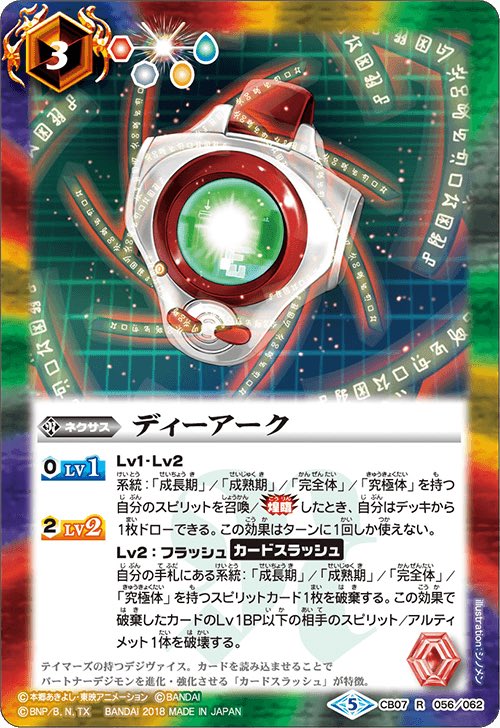 3
ネクサス ディーアーク
0 LV1 Lv1・Lv2
系統：「成長期」／「成熟期」／「完全体」／「究極体」を持つ
自分のスピリットを召喚／煌臨したとき、自分はデッキから
1枚ドローできる。この効果はターンに1回しか使えない。
2 LV2 Lv2：フラッシュ カードスラッシュ
自分の手札にある系統：「成長期」／「成熟期」／「完全体」／
「究極体」を持つスピリットカード1枚を破棄する。この効果で
破棄したカードのLv1BP以下の相手のスピリット／アルティ
メット1体を破壊する。
テイマーズの持つデジヴァイス。カードを読み込ませることで
パートナーデジモンを進化・強化させる「カードスラッシュ」が特徴。
illustration：シノメン
©本郷あきよし・東映アニメーション ©BANDAI
©BNP/B, N, TX BANDAI 2018 MADE IN JAPAN
5 CB07 R 056/062